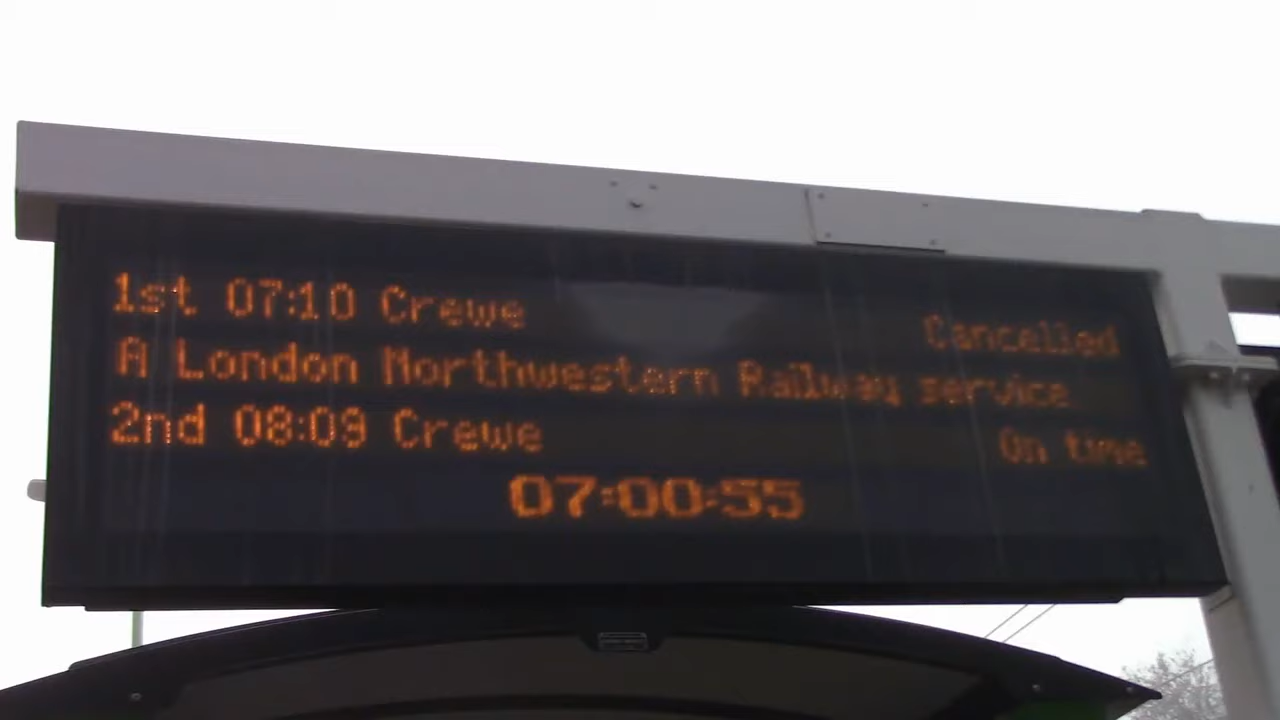 1st 07:10 Crewe Cancelled
A London Northwestern Railway service
2nd 08:09 Crewe On time
07:00:55